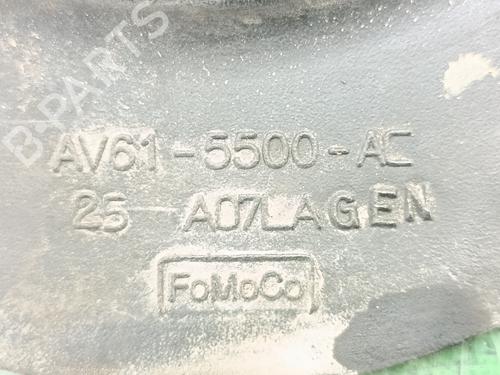 B-PARTS
AV61-5500-AC
25 A07LAGEN
FoMoCo